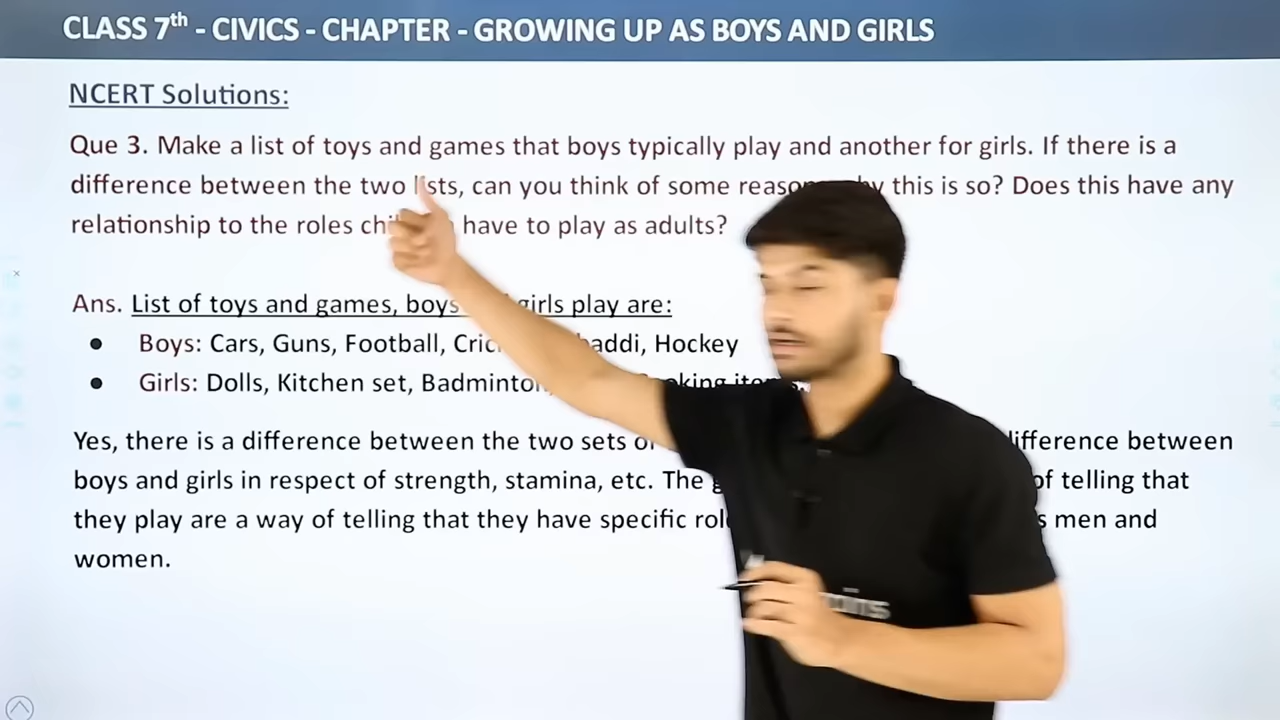 CLASS 7th - CIVICS - CHAPTER - GROWING UP AS BOYS AND GIRLS
NCERT Solutions:
Que 3. Make a list of toys and games that boys typically play and another for girls. If there is a
difference between the two lists, can you think of some reasons why this is so? Does this have any
relationship to the roles have to play as adults?
Ans. List of toys and games, boys girls play are:
• Boys: Cars, Guns, Football, Hockey
• Girls: Dolls, Kitchen set, Badminton,
Yes, there is a difference between the two sets difference between
boys and girls in respect of strength, stamina, etc. The of telling that
they play are a way of telling that they have specific men and
women.